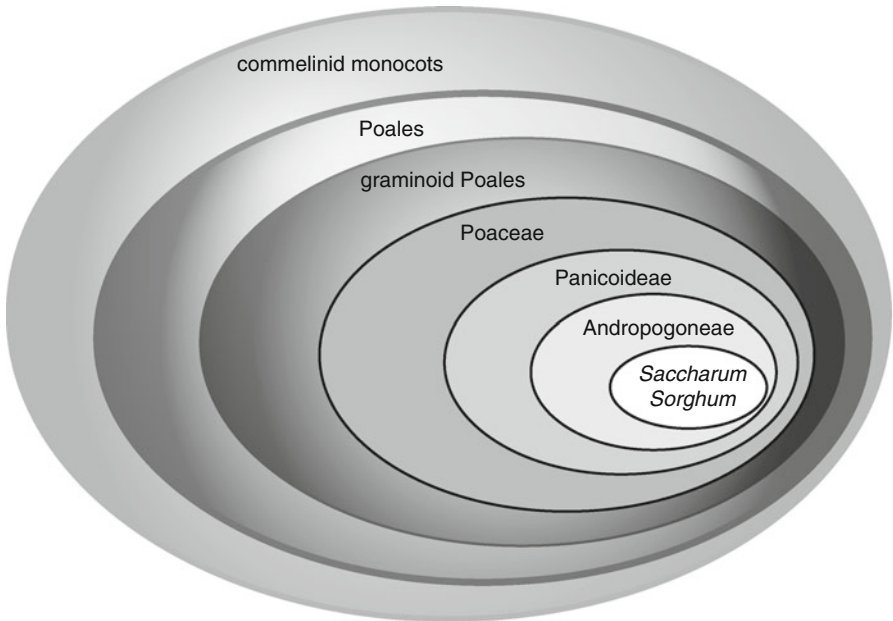 commelinid monocots
Poales
graminoid Poales
Poaceae
Panicoideae
Andropogoneae
Saccharum
Sorghum